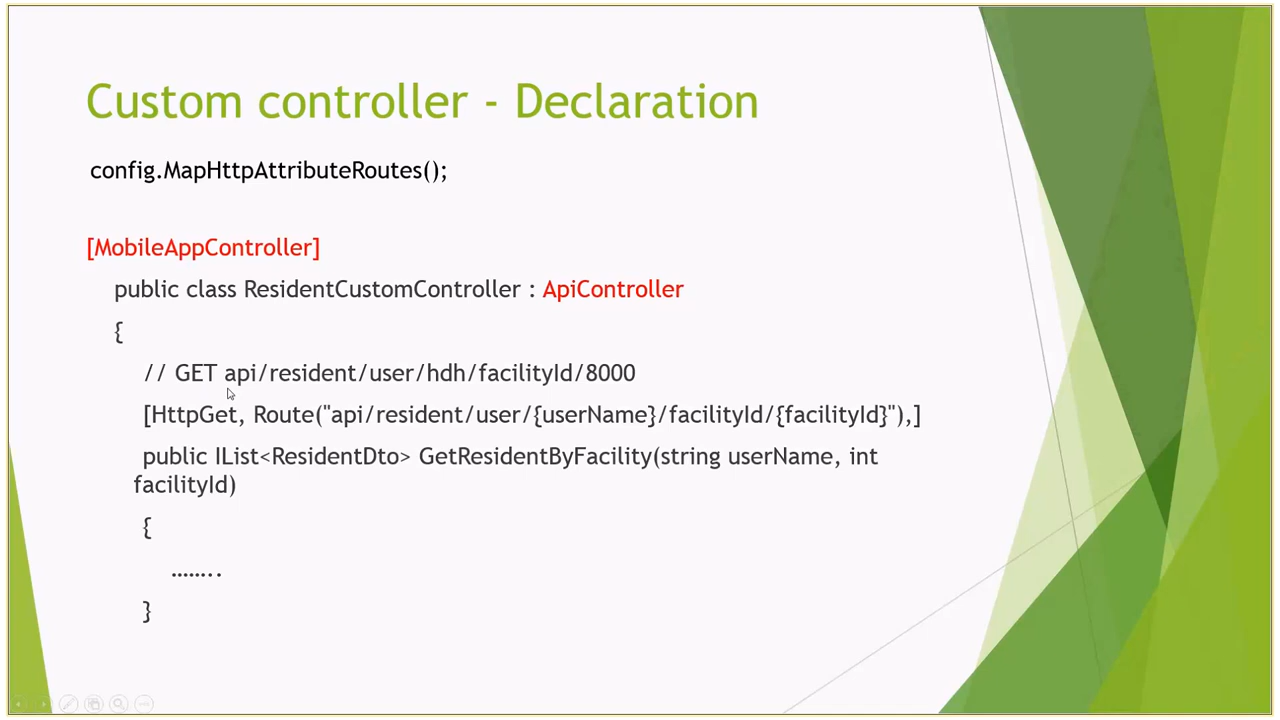 Custom controller - Declaration
config.MapHttpAttributeRoutes();
[MobileAppController]
public class ResidentCustomController : ApiController
{
// GET api/resident/user/hdh/facilityId/8000
[HttpGet, Route("api/resident/user/{userName}/facilityId/{facilityId}"),]
public IList<ResidentDto> GetResidentByFacility(string userName, int
facilityId)
{
........
}